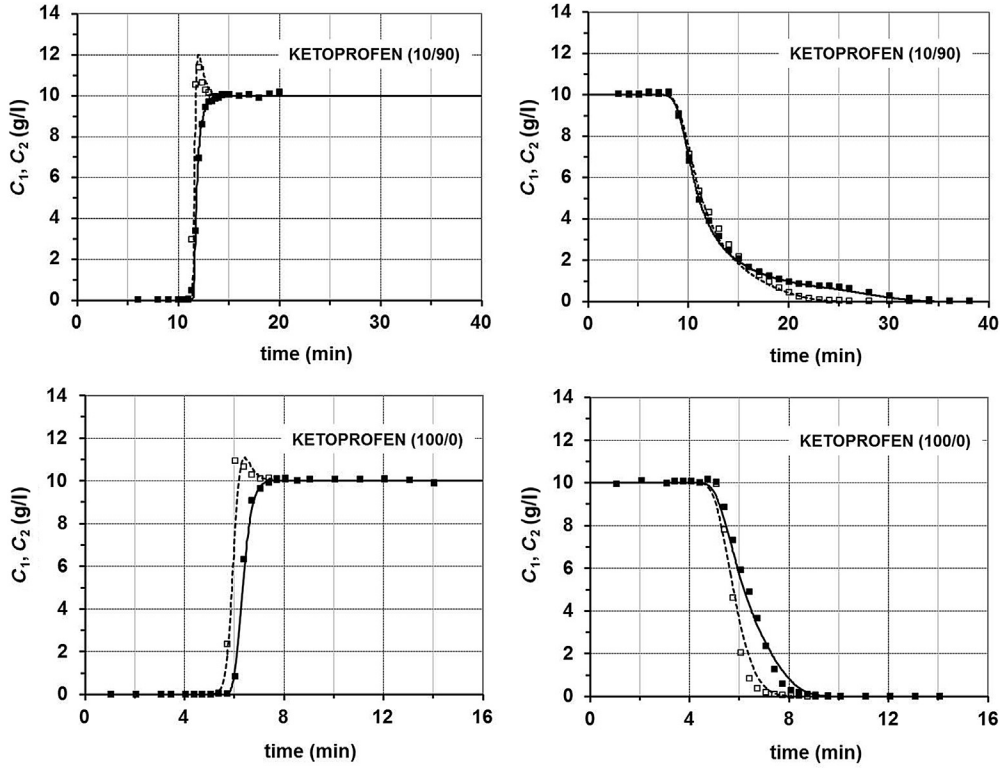 14
12
10
8
6
4
2
0
C1, C2 (g/l)
KETOPROFEN (10/90)
0 10 20 30 40
time (min)
14
12
10
8
6
4
2
0
C1, C2 (g/l)
KETOPROFEN (10/90)
0 10 20 30 40
time (min)
14
12
10
8
6
4
2
0
C1, C2 (g/l)
KETOPROFEN (100/0)
0 4 8 12 16
time (min)
14
12
10
8
6
4
2
0
C1, C2 (g/l)
KETOPROFEN (100/0)
0 4 8 12 16
time (min)